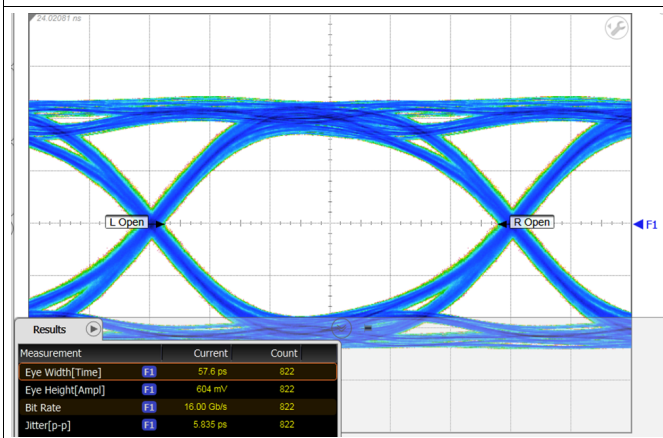 24.02081 ns
L Open
R Open
F1
Results
Measurement Current Count
Eye Width[Time] F1 57.6 ps 822
Eye Height[Ampl] F1 604 mV 822
Bit Rate F1 16.00 Gb/s 822
Jitter[p-p] F1 5.835 ps 822